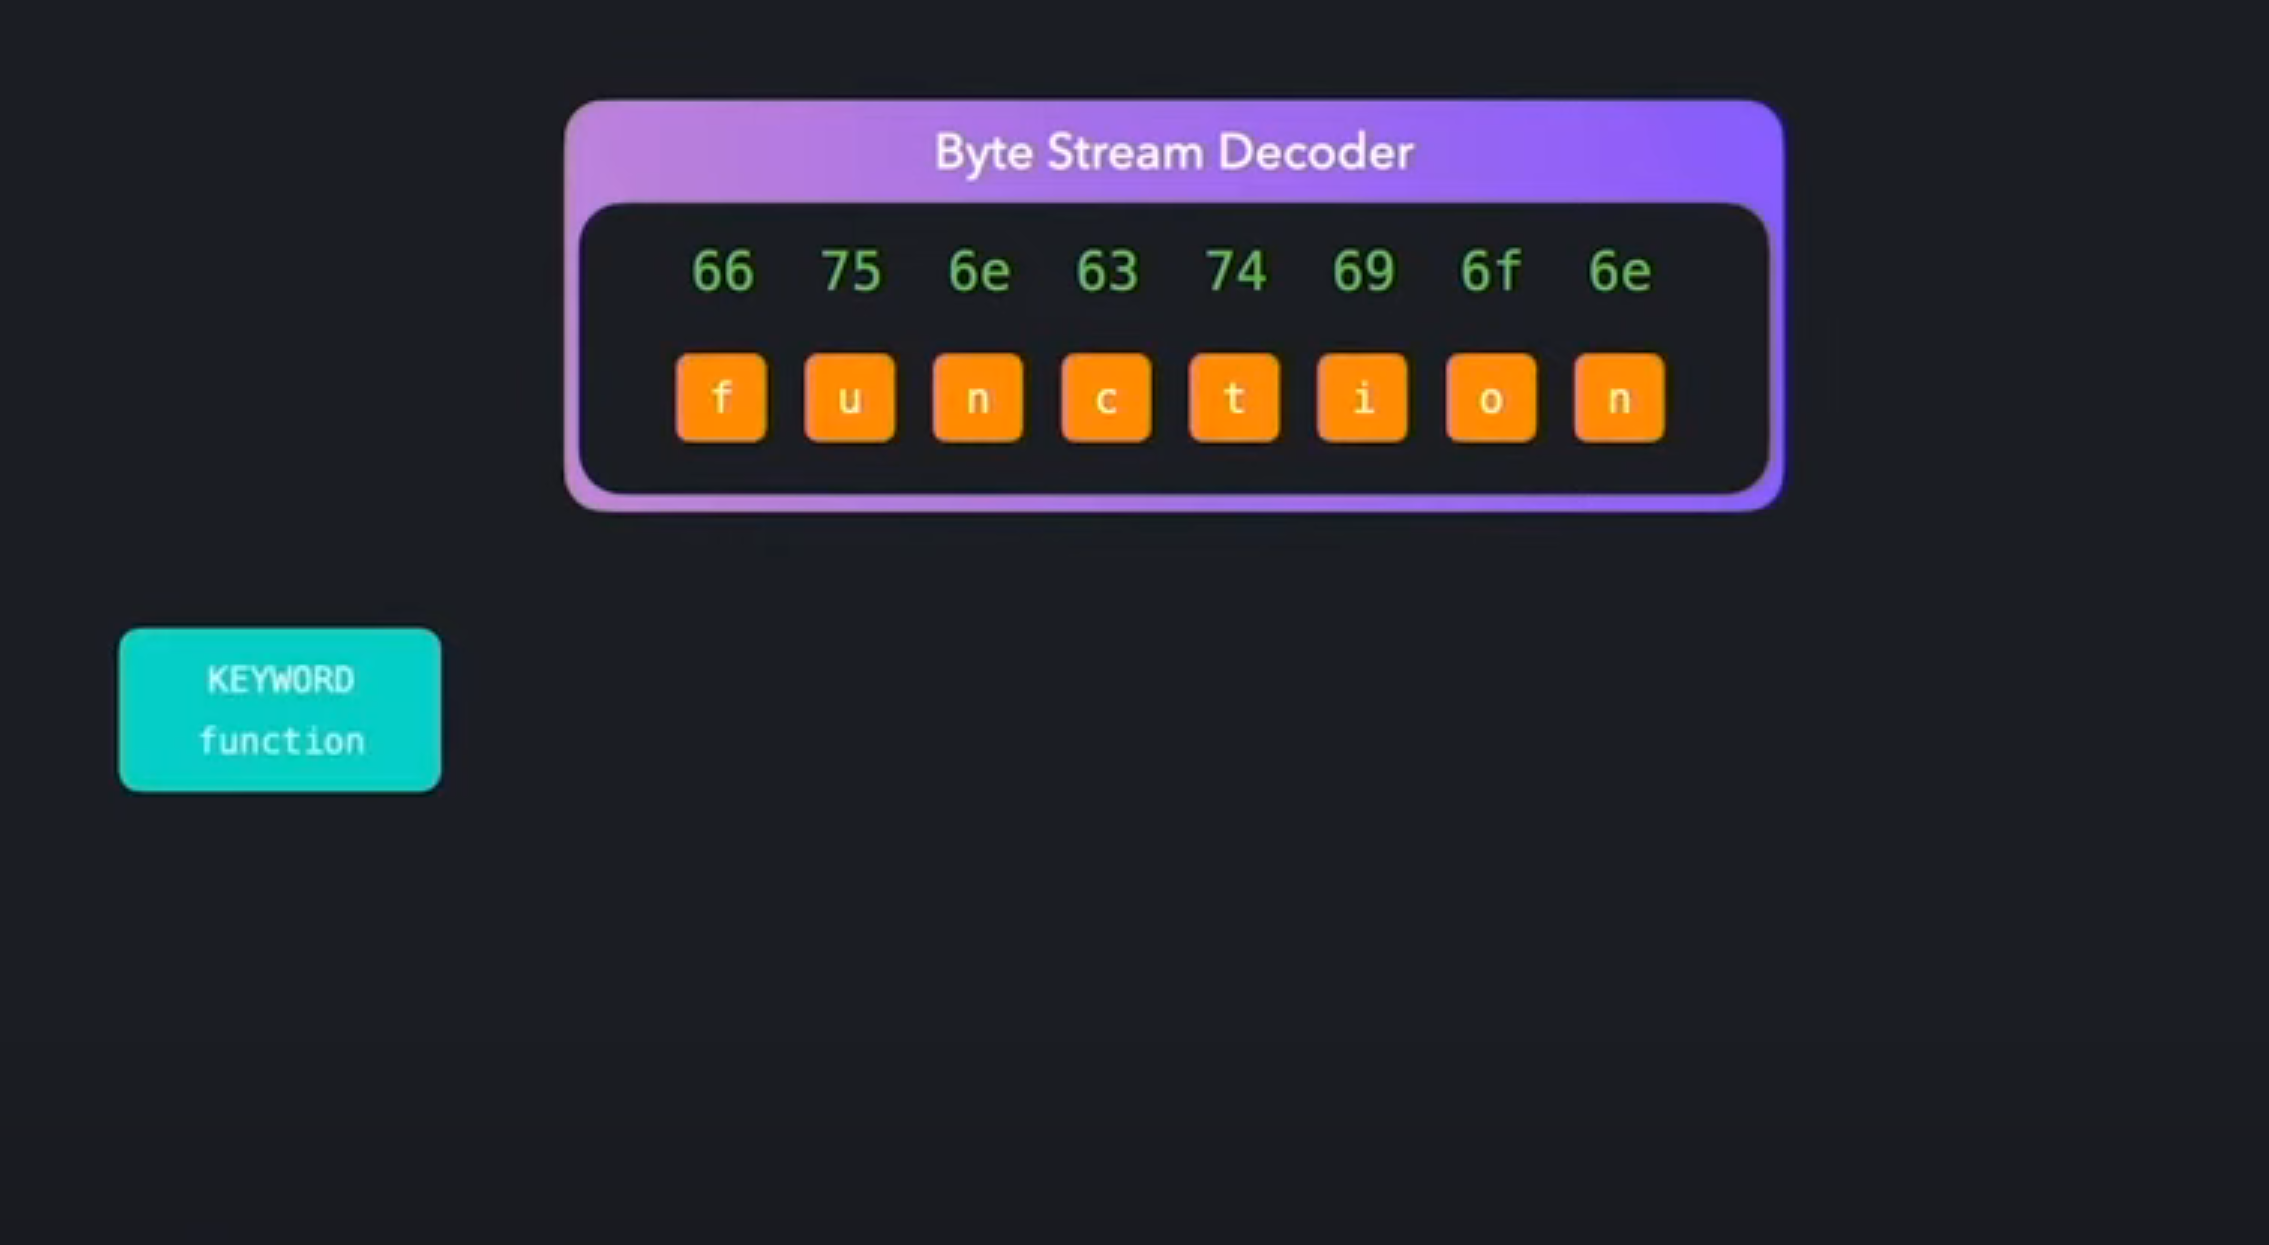 Byte Stream Decoder
66 75 6e 63 74 69 6f 6e
f u n c t i o n
KEYWORD
function